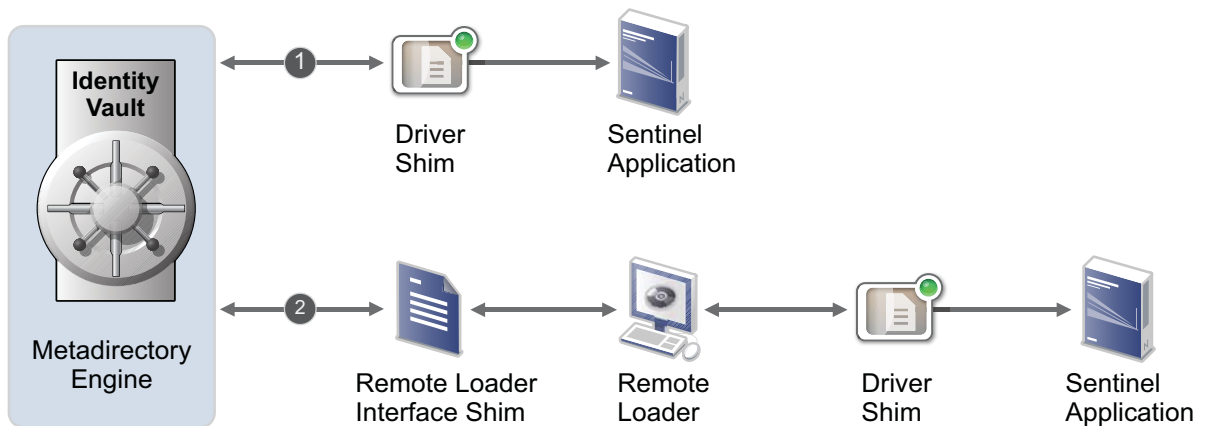 Identity
Vault
Metadirectory
Engine
1
Driver
Shim
Sentinel
Application
2
Remote Loader
Interface Shim
Remote
Loader
Driver
Shim
Sentinel
Application
N
N